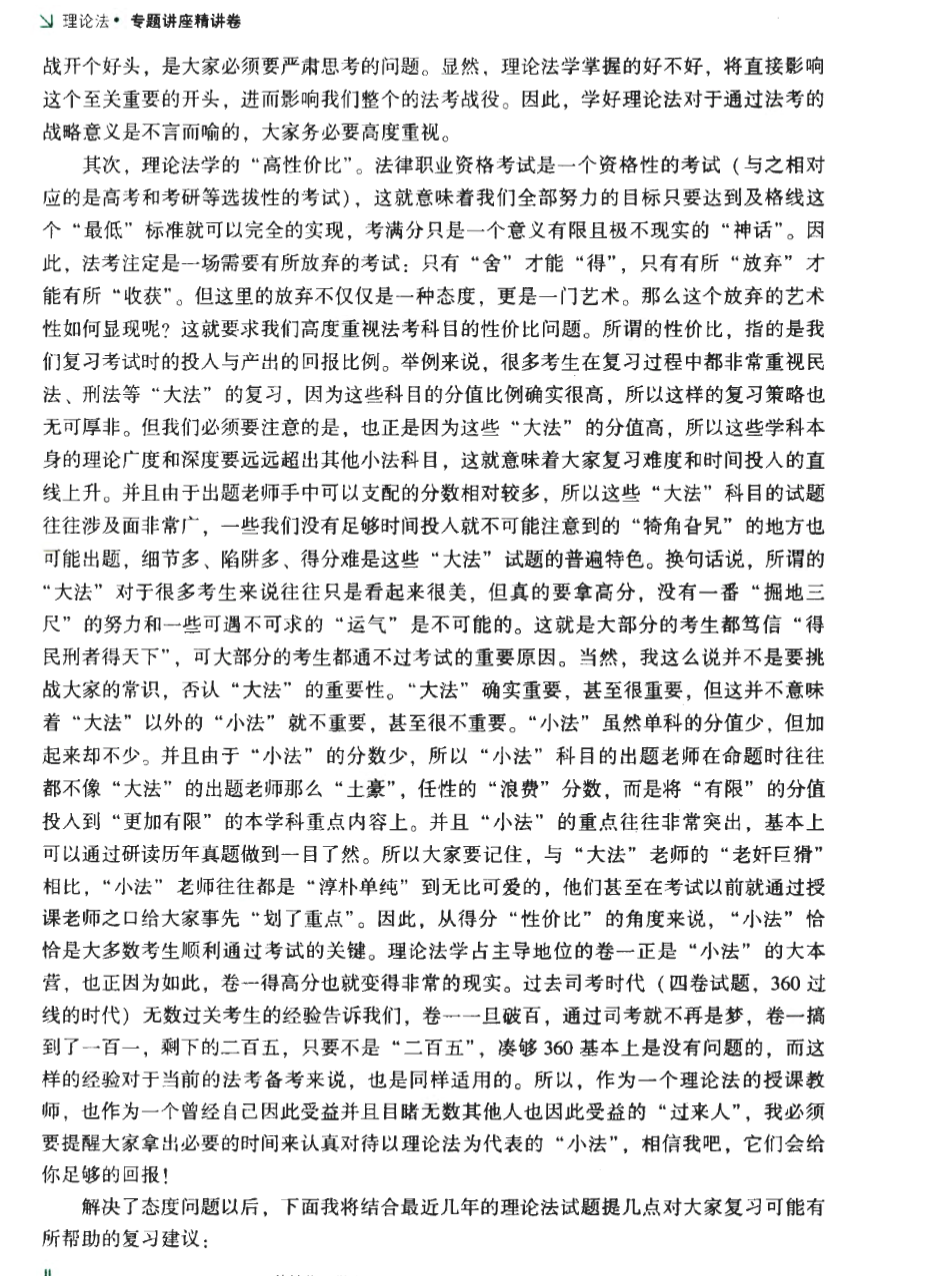 理论法•专题讲座精讲卷
战开个好头，是大家必须要严肃思考的问题。显然，理论法学掌握的好不好，将直接影响
这个至关重要的开头，进而影响我们整个的法考战役。因此，学好理论法对于通过法考的
战略意义是不言而喻的，大家务必要高度重视。
其次，理论法学的“高性价比”。法律职业资格考试是一个资格性的考试（与之相对
应的是高考和考研等选拔性的考试），这就意味着我们全部努力的目标只要达到及格线这
个“最低”标准就可以完全的实现，考满分只是一个意义有限且极不现实的“神话”。因
此，法考注定是一场需要有所放弃的考试：只有“舍”才能“得”，只有有所“放弃”才
能有所“收获”。但这里的放弃不仅仅是一种态度，更是一门艺术。那么这个放弃的艺术
性如何显现呢？这就要求我们高度重视法考科目的性价比问题。所谓的性价比，指的是我
们复习考试时的投入与产出的回报比例。举例来说，很多考生在复习过程中都非常重视民
法、刑法等“大法”的复习，因为这些科目的分值比例确实很高，所以这样的复习策略也
无可厚非。但我们必须要注意的是，也正是因为这些“大法”的分值高，所以这些学科本
身的理论广度和深度要远远超出其他小法科目，这就意味着大家复习难度和时间投入的直
线上升。并且由于出题老师手中可以支配的分数相对较多，所以这些“大法”科目的试题
往往涉及面非常广，一些我们没有足够时间投入就不可能注意到的“犄角旮旯”的地方也
可能出题，细节多、陷阱多、得分难是这些“大法”试题的普遍特色。换句话说，所谓的
“大法”对于很多考生来说往往只是看起来很美，但真的要拿高分，没有一番“掘地三
尺”的努力和一些可遇不可求的“运气”是不可能的。这就是大部分的考生都笃信“得
民刑者得天下”，可大部分的考生都通不过考试的重要原因。当然，我这么说并不是要挑
战大家的常识，否认“大法”的重要性。“大法”确实重要，甚至很重要，但这并不意味
着“大法”以外的“小法”就不重要，甚至很不重要。“小法”虽然单科的分值少，但加
起来却不少。并且由于“小法”的分数少，所以“小法”科目的出题老师在命题时往往
都不像“大法”的出题老师那么“土豪”，任性的“浪费”分数，而是将“有限”的分值
投入到“更加有限”的本学科重点内容上。并且“小法”的重点往往非常突出，基本上
可以通过研读历年真题做到一目了然。所以大家要记住，与“大法”老师的“老奸巨猾”
相比，“小法”老师往往都是“淳朴单纯”到无比可爱的，他们甚至在考试以前就通过授
课老师之口给大家事先“划了重点”。因此，从得分“性价比”的角度来说，“小法”恰
恰是大多数考生顺利通过考试的关键。理论法学占主导地位的卷一正是“小法”的大本
营，也正因为如此，卷一得高分也就变得非常的现实。过去司考时代（四卷试题，360 过
线的时代）无数过关考生的经验告诉我们，卷一一旦破百，通过司考就不再是梦，卷一搞
到了一百一，剩下的二百五，只要不是“二百五”，凑够 360 基本上是没有问题的，而这
样的经验对于当前的法考备考来说，也是同样适用的。所以，作为一个理论法的授课教
师，也作为一个曾经自己因此受益并且目睹无数其他人也因此受益的“过来人”，我必须
要提醒大家拿出必要的时间来认真对待以理论法为代表的“小法”，相信我吧，它们会给
你足够的回报！
解决了态度问题以后，下面我将结合最近几年的理论法试题提几点对大家复习可能有
所帮助的复习建议：